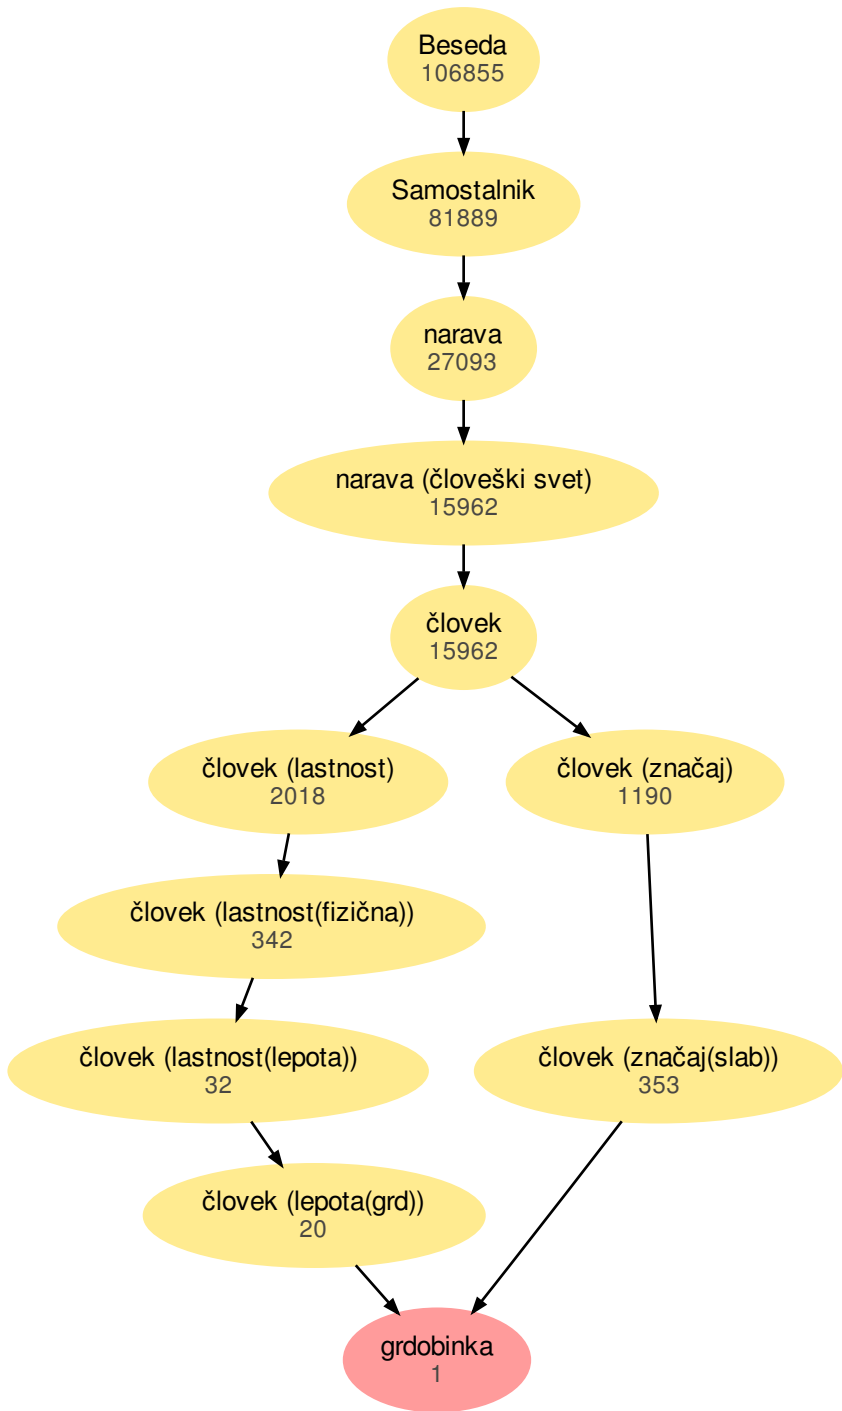 Beseda
106855
Samostalnik
81889
narava
27093
narava (človeški svet)
15962
človek
15962
človek (lastnost)
2018
človek (značaj)
1190
človek (lastnost(fizična))
342
človek (lastnost(lepota))
32
človek (značaj(slab))
353
človek (lepota(grd))
20
grdobinka
1